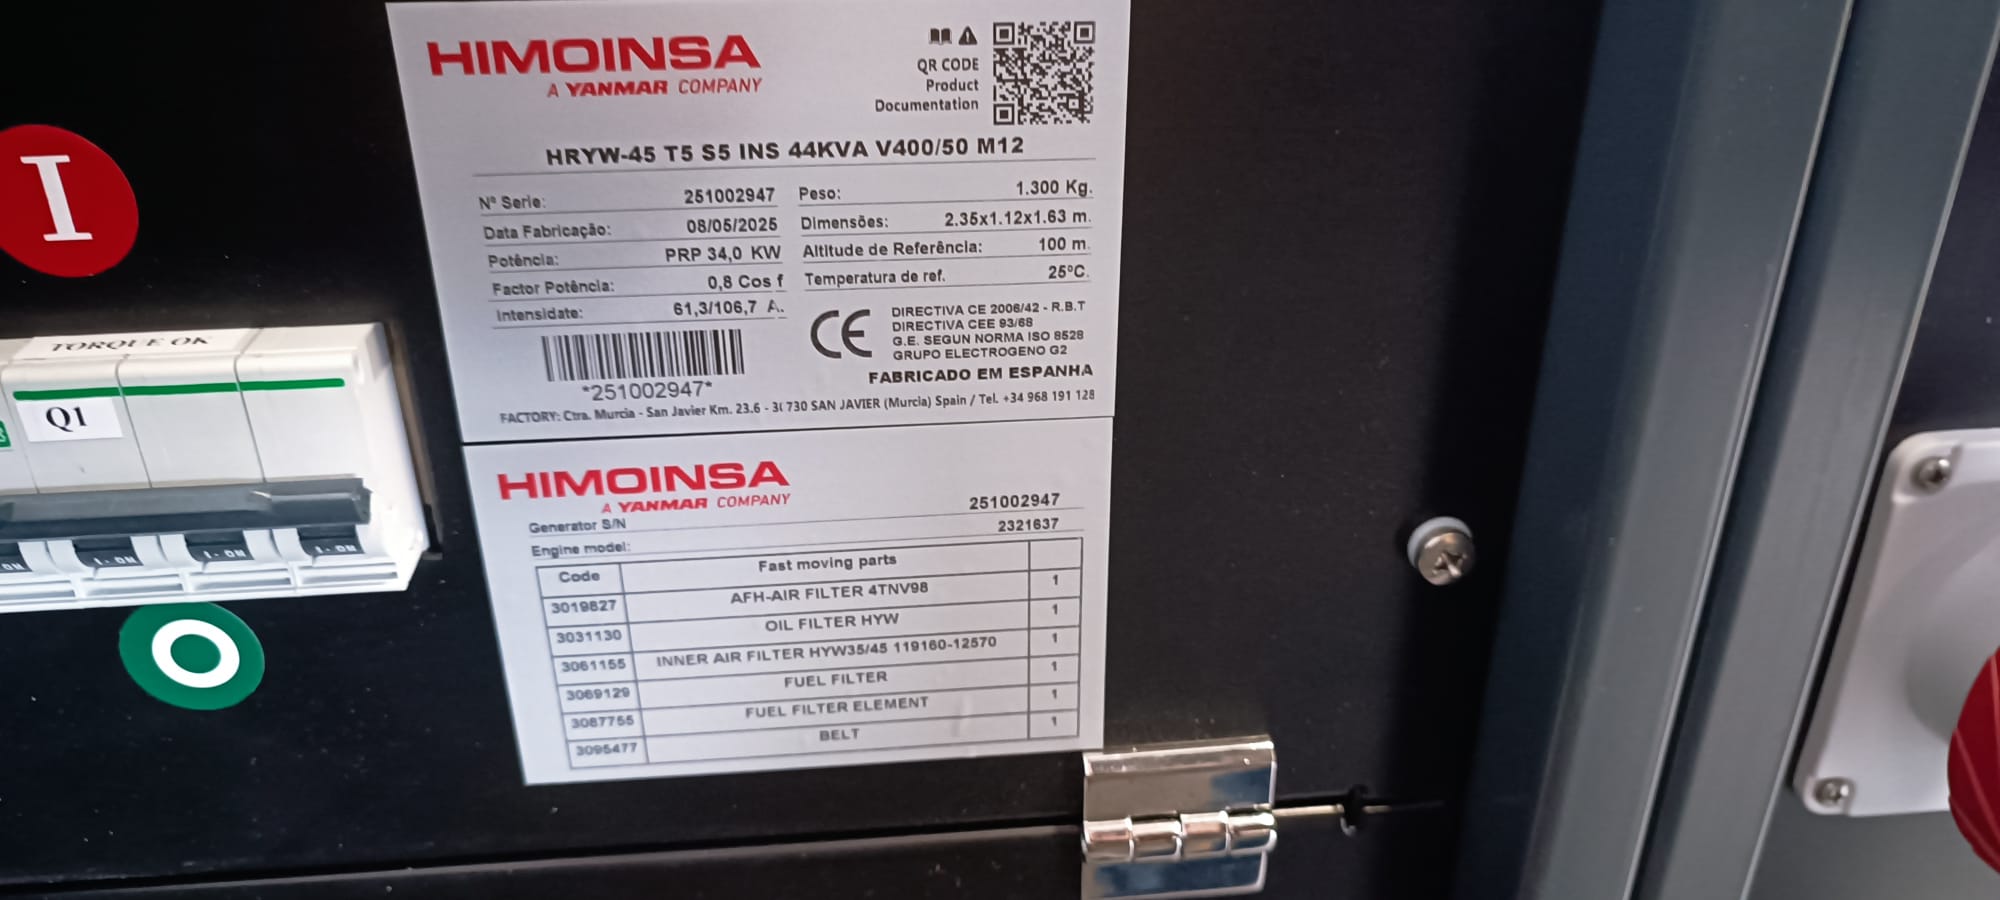 HIMOINSA
A YANMAR COMPANY
QR CODE
Product
Documentation
HRYW-45 T5 S5 INS 44KVA V400/50 M12
Nº Serie: 251002947
Data Fabricação: 08/05/2025
Potência: PRP 34,0 KW
Factor Potência: 0,8 Cos f
Intensidate: 61,3/106,7 A.
Peso: 1.300 Kg.
Dimensões: 2.35x1.12x1.63 m.
Altitude de Referência: 100 m.
Temperatura de ref. 25ºC.
CE
DIRECTIVA CE 2006/42 - R.B.T
DIRECTIVA CEE 93/68
G.E. SEGUN NORMA ISO 8528
GRUPO ELECTROGENO G2
FABRICADO EM ESPANHA
*251002947*
FACTORY: Ctra. Murcia - San Javier Km. 23.6 - 30730 SAN JAVIER (Murcia) Spain / Tel. +34 968 191 128
I
TORQUE OK
Q1
ON
I - ON
I - ON
I - ON
O
HIMOINSA
A YANMAR COMPANY
Generator S/N 251002947
Engine model: 2321637
Code Fast moving parts
3019827 AFH-AIR FILTER 4TNV98 1
3031130 OIL FILTER HYW 1
3061155 INNER AIR FILTER HYW35/45 119160-12570 1
3069129 FUEL FILTER 1
3087755 FUEL FILTER ELEMENT 1
3095477 BELT 1